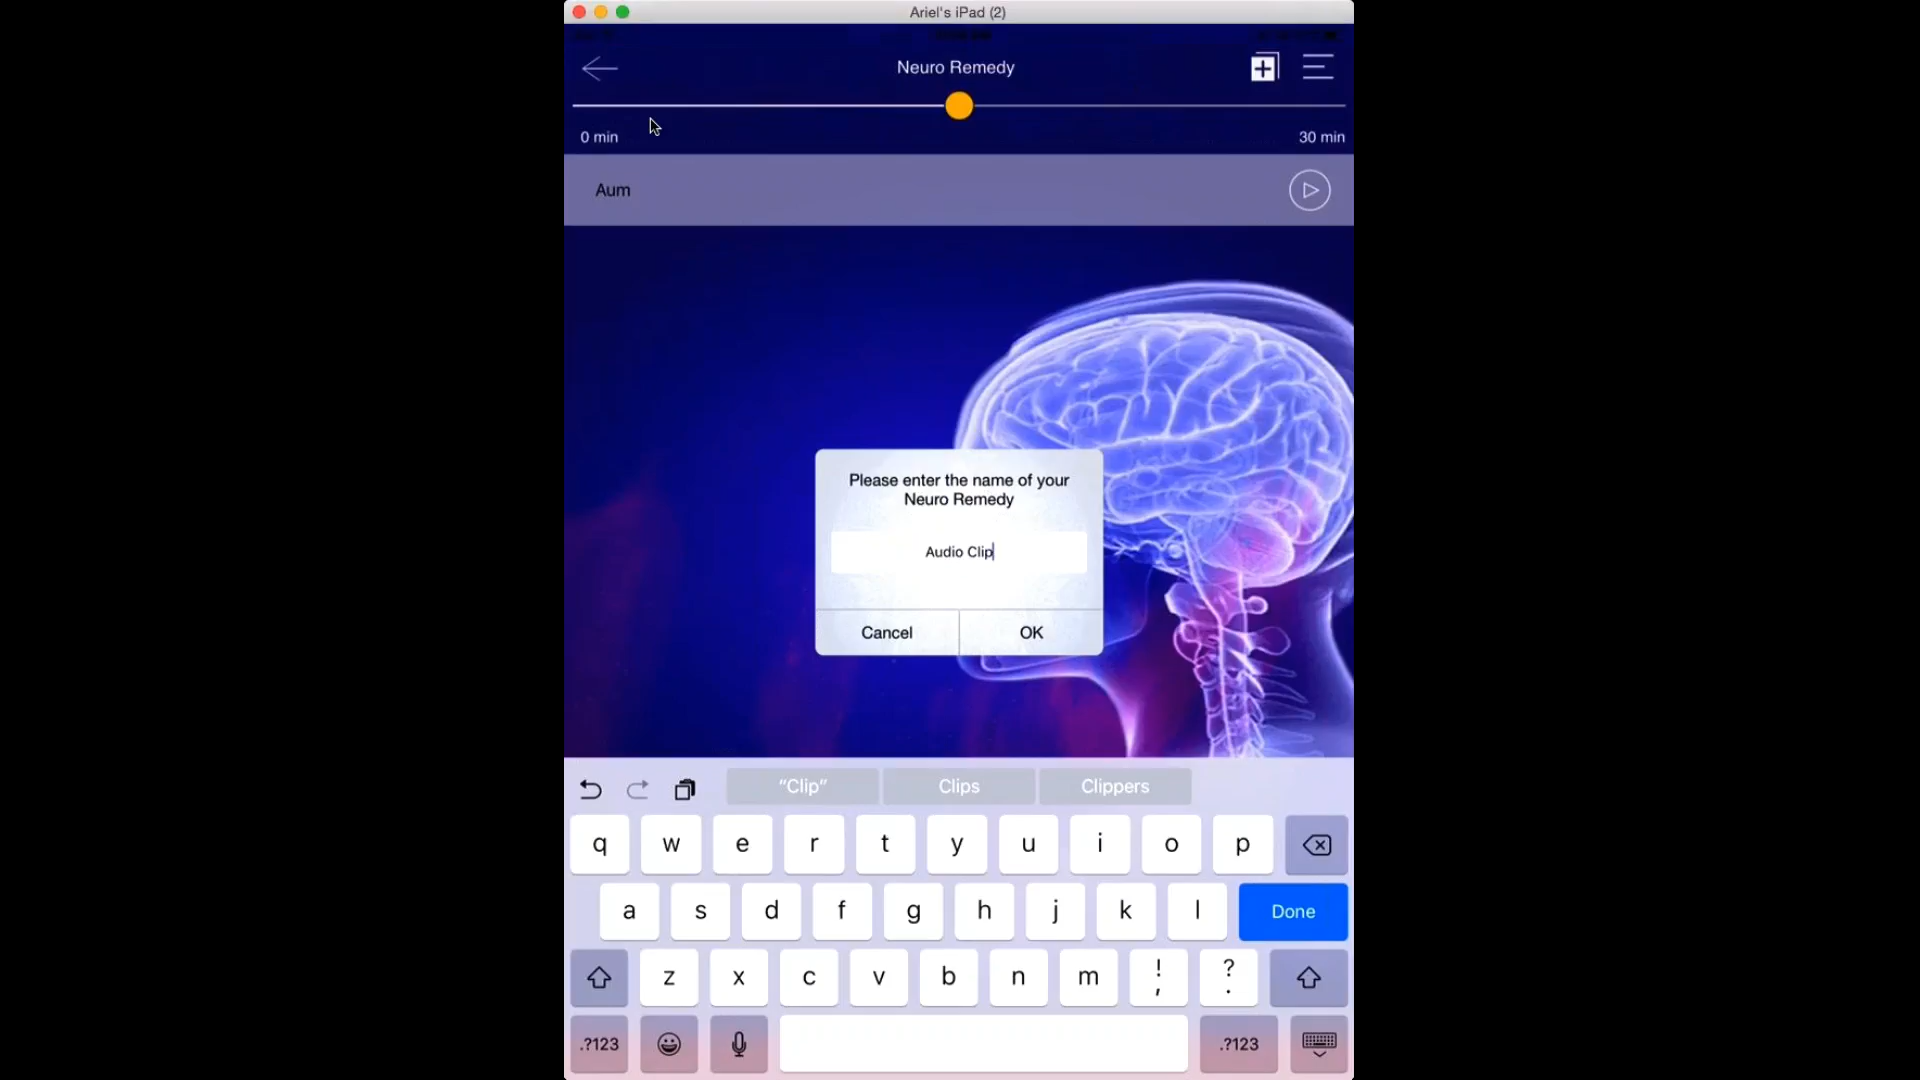 Ariel's iPad (2)
Neuro Remedy
0 min
30 min
Aum
Please enter the name of your
Neuro Remedy
Audio Clip
Cancel
OK
“Clip”
Clips
Clippers
q w e r t y u i o p
a s d f g h j k l Done
z x c v b n m ! , ? .
.?123
.?123